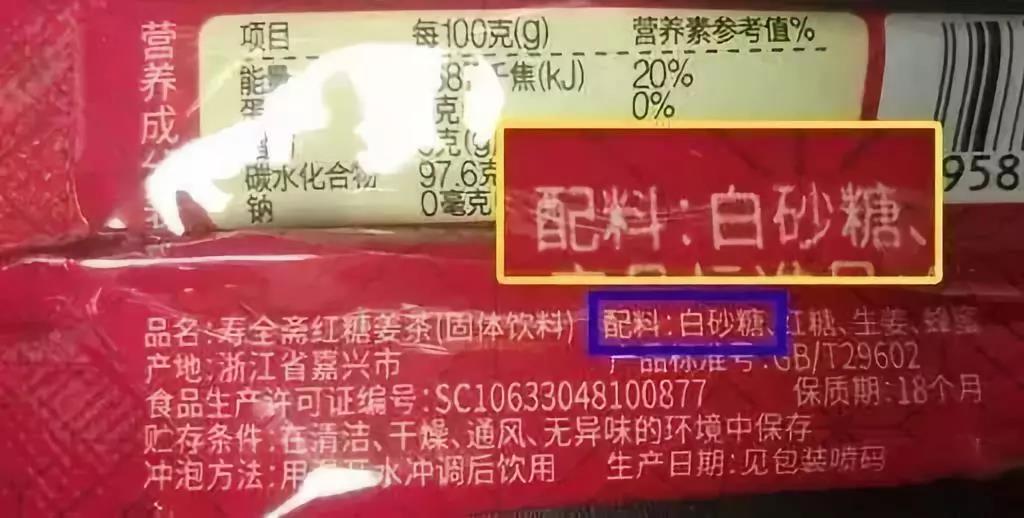 营养成
项目 每100克(g) 营养素参考值%
能量 千焦(kJ) 20%
0%
碳水化合物 97.6克
钠 0毫克
958
配料:白砂糖、
品名:寿全斋红糖姜茶(固体饮料) 配料:白砂糖、红糖、生姜、蜂蜜
产地:浙江省嘉兴市 产品标准号:GB/T29602
食品生产许可证编号:SC10633048100877 保质期:18个月
贮存条件:在清洁、干燥、通风、无异味的环境中保存
冲泡方法:用 水冲调后饮用 生产日期:见包装喷码